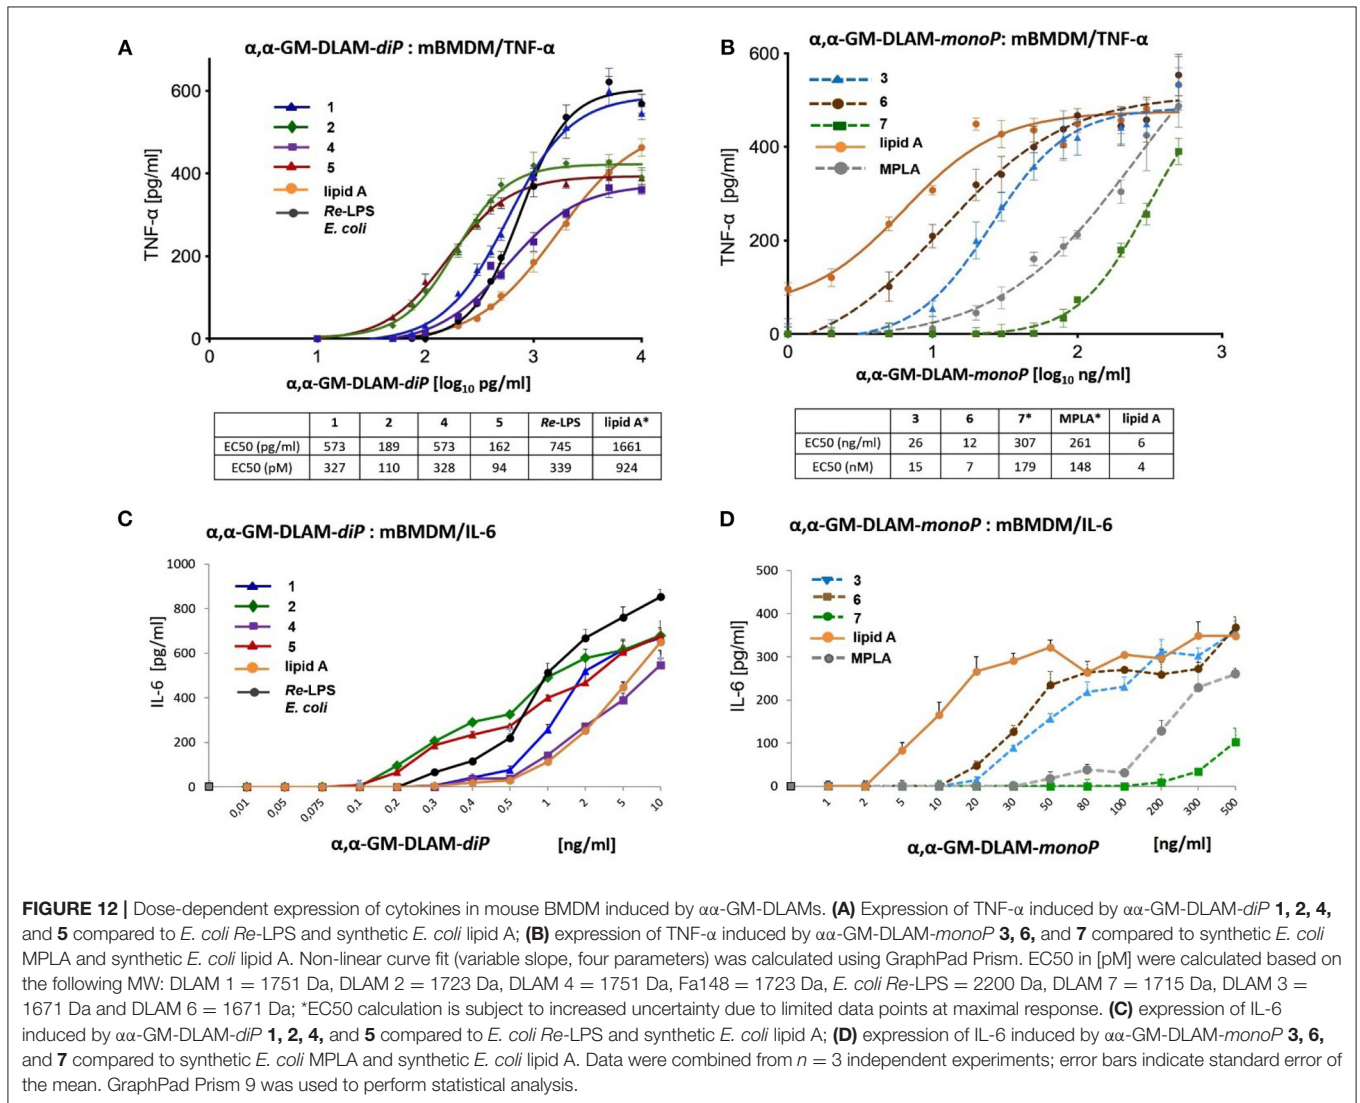 A
α,α-GM-DLAM-diP : mBMDM/TNF-α
TNF-α [pg/ml]
600
400
200
0
1
2
4
5
lipid A
Re-LPS
E. coli
0
1
2
3
4
α,α-GM-DLAM-diP [log10 pg/ml]
1 2 4 5 Re-LPS lipid A*
EC50 (pg/ml) 573 189 573 162 745 1661
EC50 (pM) 327 110 328 94 339 924
B
α,α-GM-DLAM-monoP: mBMDM/TNF-α
TNF-α [pg/ml]
600
400
200
0
3
6
7
lipid A
MPLA
0
1
2
3
α,α-GM-DLAM-monoP [log10 ng/ml]
3 6 7* MPLA* lipid A
EC50 (ng/ml) 26 12 307 261 6
EC50 (nM) 15 7 179 148 4
C
α,α-GM-DLAM-diP : mBMDM/IL-6
IL-6 [pg/ml]
1000
800
600
400
200
0
1
2
4
5
lipid A
Re-LPS
E. coli
0,01
0,05
0,075
0,1
0,2
0,3
0,4
0,5
1
2
5
10
α,α-GM-DLAM-diP [ng/ml]
D
α,α-GM-DLAM-monoP : mBMDM/IL-6
IL-6 [pg/ml]
500
400
300
200
100
0
3
6
7
lipid A
MPLA
1
2
5
10
20
30
50
80
100
200
300
500
α,α-GM-DLAM-monoP [ng/ml]
FIGURE 12 | Dose-dependent expression of cytokines in mouse BMDM induced by αα-GM-DLAMs. (A) Expression of TNF-α induced by αα-GM-DLAM-diP 1, 2, 4,
and 5 compared to E. coli Re-LPS and synthetic E. coli lipid A; (B) expression of TNF-α induced by αα-GM-DLAM-monoP 3, 6, and 7 compared to synthetic E. coli
MPLA and synthetic E. coli lipid A. Non-linear curve fit (variable slope, four parameters) was calculated using GraphPad Prism. EC50 in [pM] were calculated based on
the following MW: DLAM 1 = 1751 Da, DLAM 2 = 1723 Da, DLAM 4 = 1751 Da, Fa148 = 1723 Da, E. coli Re-LPS = 2200 Da, DLAM 7 = 1715 Da, DLAM 3 =
1671 Da and DLAM 6 = 1671 Da; *EC50 calculation is subject to increased uncertainty due to limited data points at maximal response. (C) expression of IL-6
induced by αα-GM-DLAM-diP 1, 2, 4, and 5 compared to E. coli Re-LPS and synthetic E. coli lipid A; (D) expression of IL-6 induced by αα-GM-DLAM-monoP 3, 6,
and 7 compared to synthetic E. coli MPLA and synthetic E. coli lipid A. Data were combined from n = 3 independent experiments; error bars indicate standard error of
the mean. GraphPad Prism 9 was used to perform statistical analysis.